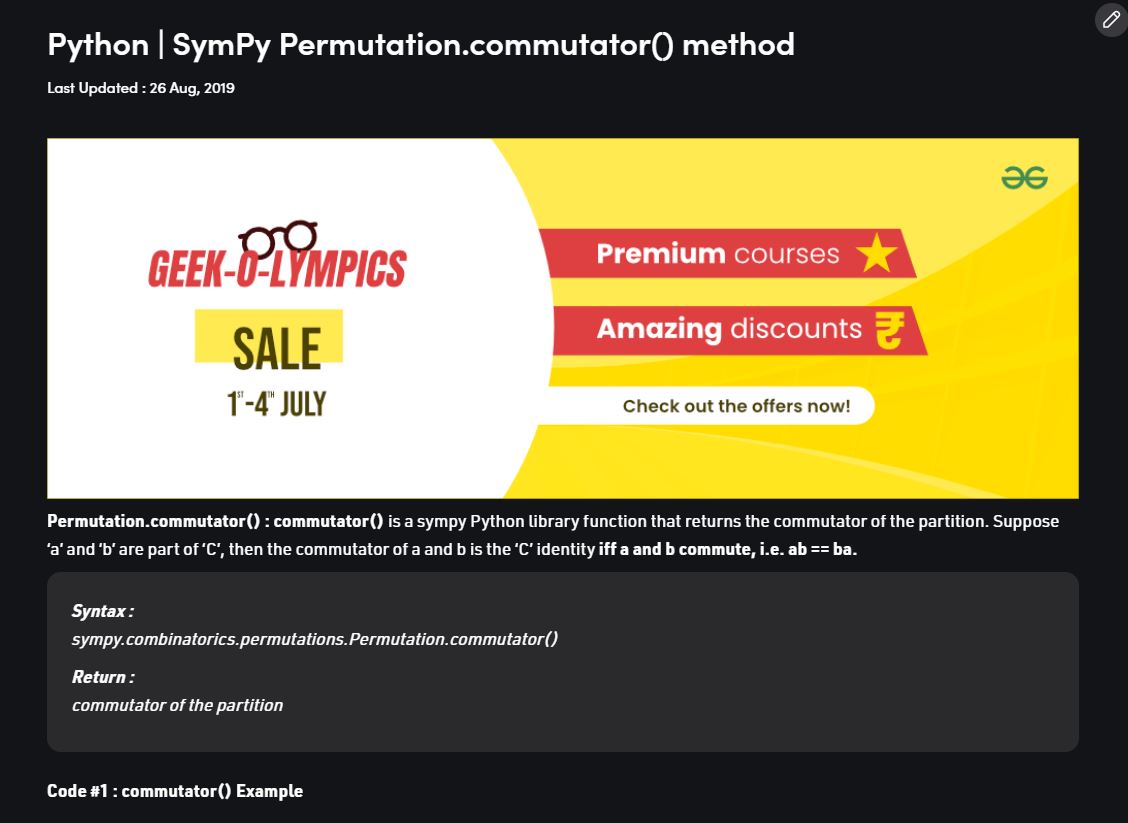 Python | SymPy Permutation.commutator() method
Last Updated : 26 Aug, 2019
GEEK-O-LYMPICS
SALE
1ST-4TH JULY
Premium courses
Amazing discounts ₹
Check out the offers now!
Permutation.commutator() : commutator() is a sympy Python library function that returns the commutator of the partition. Suppose
‘a’ and ‘b’ are part of ‘C’, then the commutator of a and b is the ‘C’ identity iff a and b commute, i.e. ab == ba.
Syntax :
sympy.combinatorics.permutations.Permutation.commutator()
Return :
commutator of the partition
Code #1 : commutator() Example